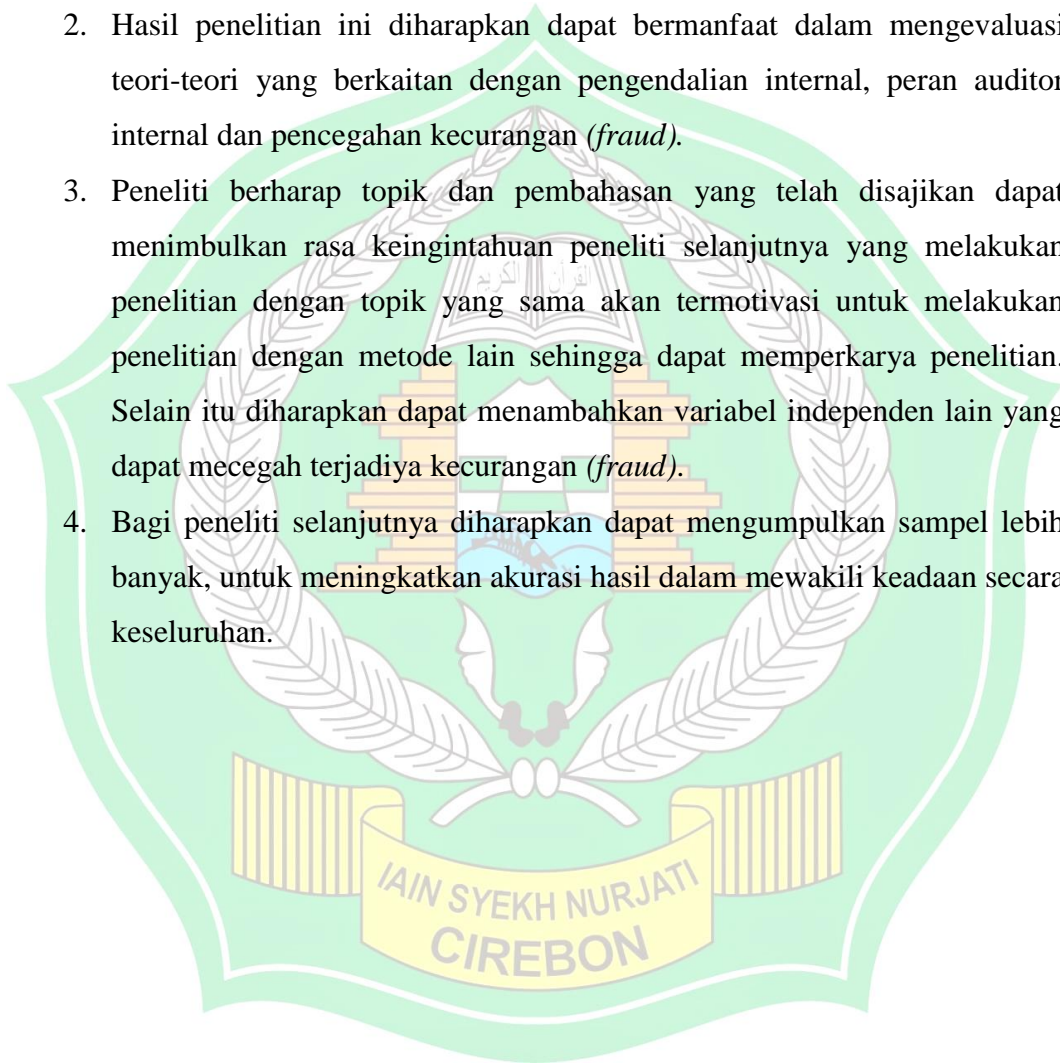 2. Hasil penelitian ini diharapkan dapat bermanfaat dalam mengevaluasi
teori-teori yang berkaitan dengan pengendalian internal, peran auditor
internal dan pencegahan kecurangan (fraud).
3. Peneliti berharap topik dan pembahasan yang telah disajikan dapat
menimbulkan rasa keingintahuan peneliti selanjutnya yang melakukan
penelitian dengan topik yang sama akan termotivasi untuk melakukan
penelitian dengan metode lain sehingga dapat memperkarya penelitian.
Selain itu diharapkan dapat menambahkan variabel independen lain yang
dapat mecegah terjadiya kecurangan (fraud).
4. Bagi peneliti selanjutnya diharapkan dapat mengumpulkan sampel lebih
banyak, untuk meningkatkan akurasi hasil dalam mewakili keadaan secara
keseluruhan.
القرآن الكريم
IAIN SYEKH NURJATI
CIREBON